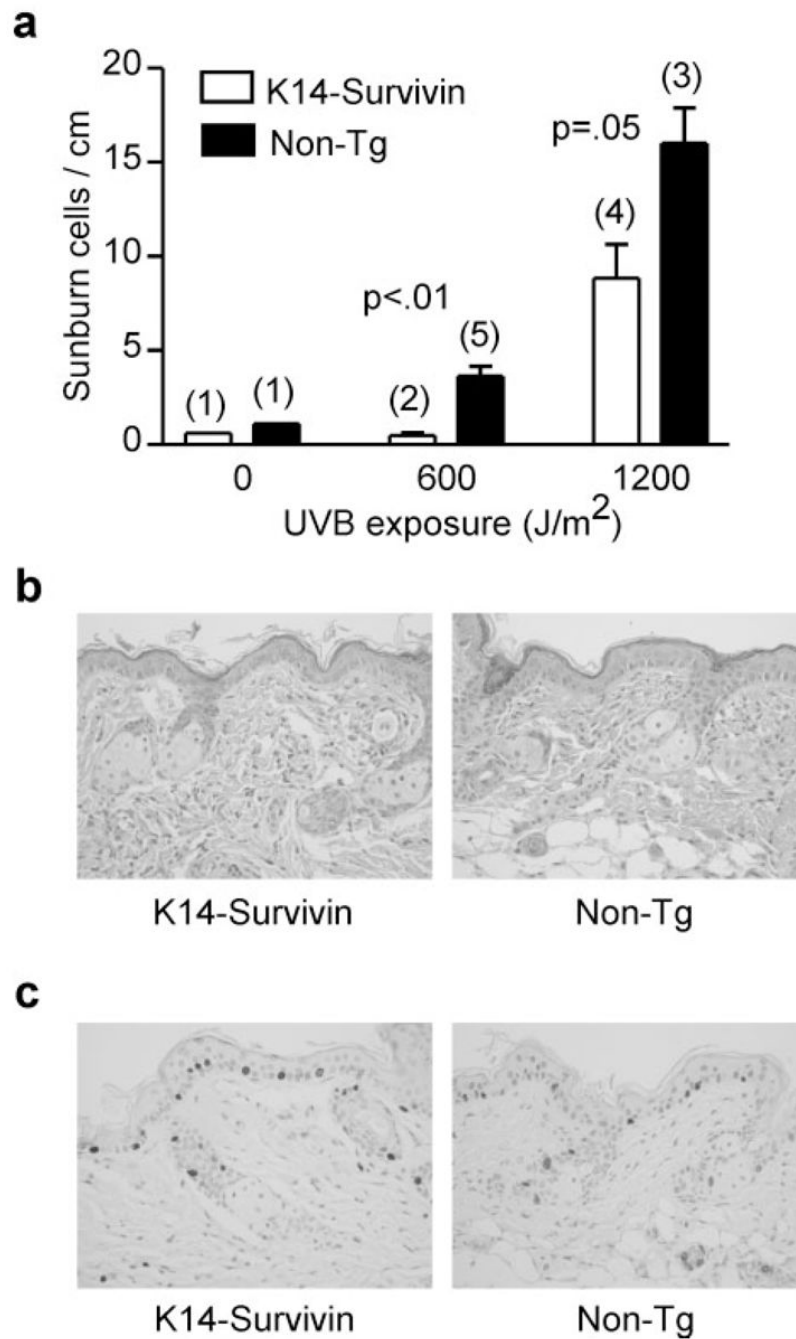 a
20
15
10
5
0
Sunburn cells / cm
K14-Survivin
Non-Tg
(1)
(1)
p<.01
(2)
(5)
p=.05
(4)
(3)
0
600
1200
UVB exposure (J/m²)
b
K14-Survivin
Non-Tg
c
K14-Survivin
Non-Tg